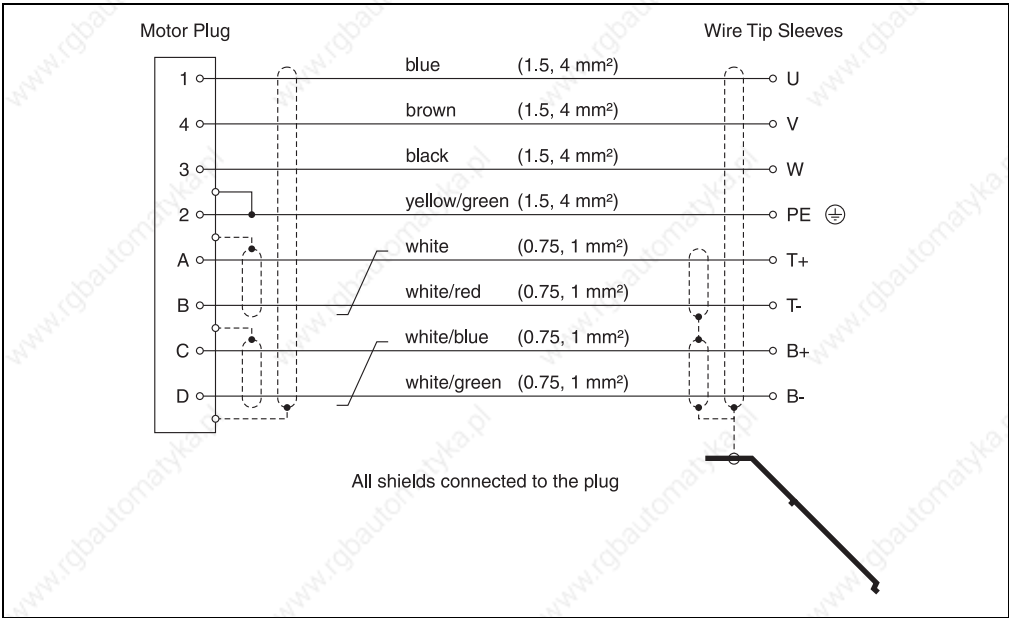 Motor Plug Wire Tip Sleeves
1 blue (1.5, 4 mm²) U
4 brown (1.5, 4 mm²) V
3 black (1.5, 4 mm²) W
2 yellow/green (1.5, 4 mm²) PE
A white (0.75, 1 mm²) T+
B white/red (0.75, 1 mm²) T-
C white/blue (0.75, 1 mm²) B+
D white/green (0.75, 1 mm²) B-
All shields connected to the plug
www.rgbautomatyka.pl